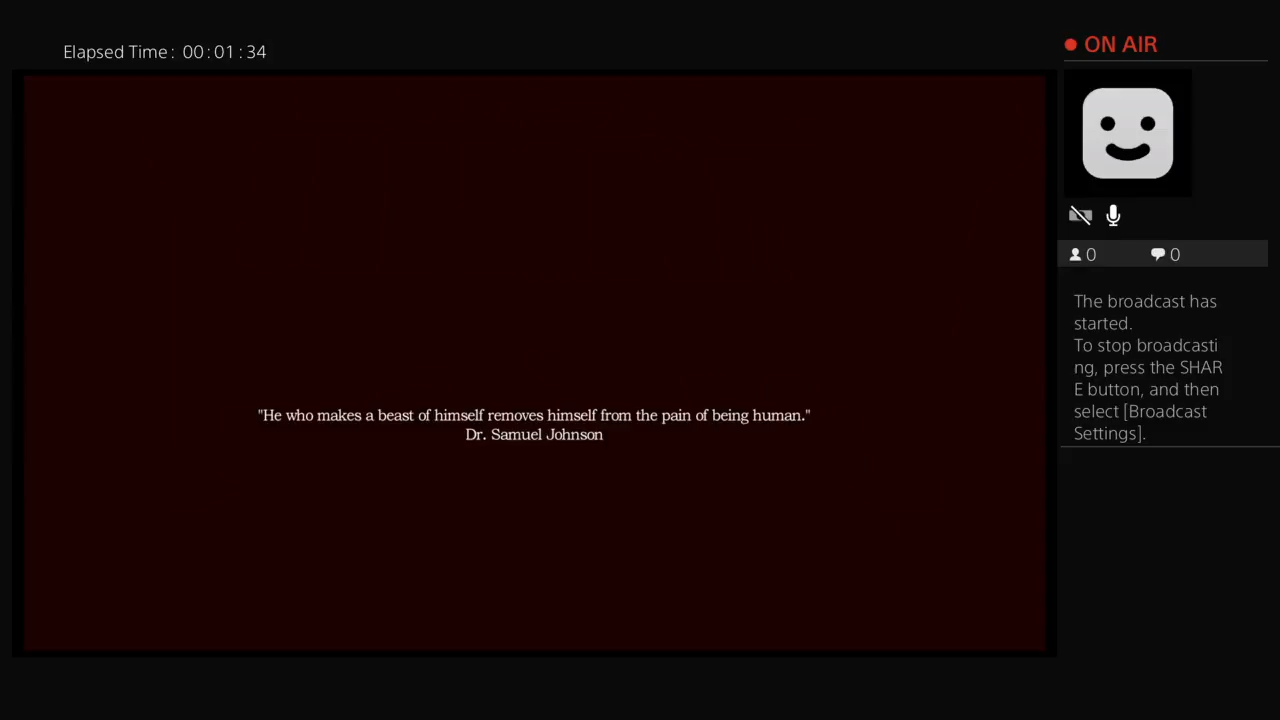 Elapsed Time: 00:01:34
ON AIR
0 0
The broadcast has
started.
To stop broadcasti
ng, press the SHAR
E button, and then
select [Broadcast
Settings].
"He who makes a beast of himself removes himself from the pain of being human."
Dr. Samuel Johnson